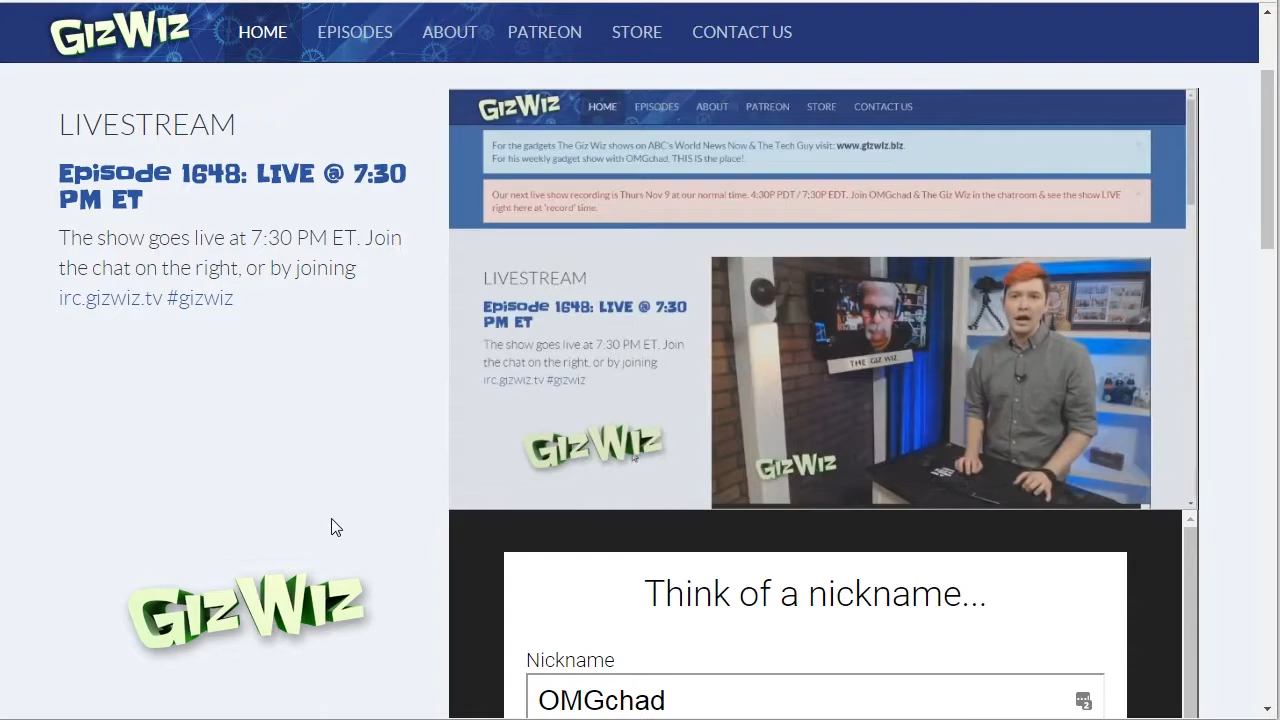 GIZWIZ
HOME
EPISODES
ABOUT
PATREON
STORE
CONTACT US
LIVESTREAM
Episode 1648: LIVE @ 7:30
PM ET
The show goes live at 7:30 PM ET. Join
the chat on the right, or by joining
irc.gizwiz.tv #gizwiz
GIZWIZ
GIZWIZ
HOME
EPISODES
ABOUT
PATREON
STORE
CONTACT US
For the gadgets The Giz Wiz shows on ABC's World News Now & The Tech Guy visit: www.gizwiz.biz.
For his weekly gadget show with OMGchad, THIS is the place!
Our next live show recording is Thurs Nov 9 at our normal time. 4:30P PDT / 7:30P EDT. Join OMGchad & The Giz Wiz in the chatroom & see the show LIVE
right here at 'record' time.
LIVESTREAM
Episode 1648: LIVE @ 7:30
PM ET
The show goes live at 7:30 PM ET. Join
the chat on the right, or by joining
irc.gizwiz.tv #gizwiz
GIZWIZ
THE GIZ WIZ
GIZWIZ
Think of a nickname...
Nickname
OMGchad
2